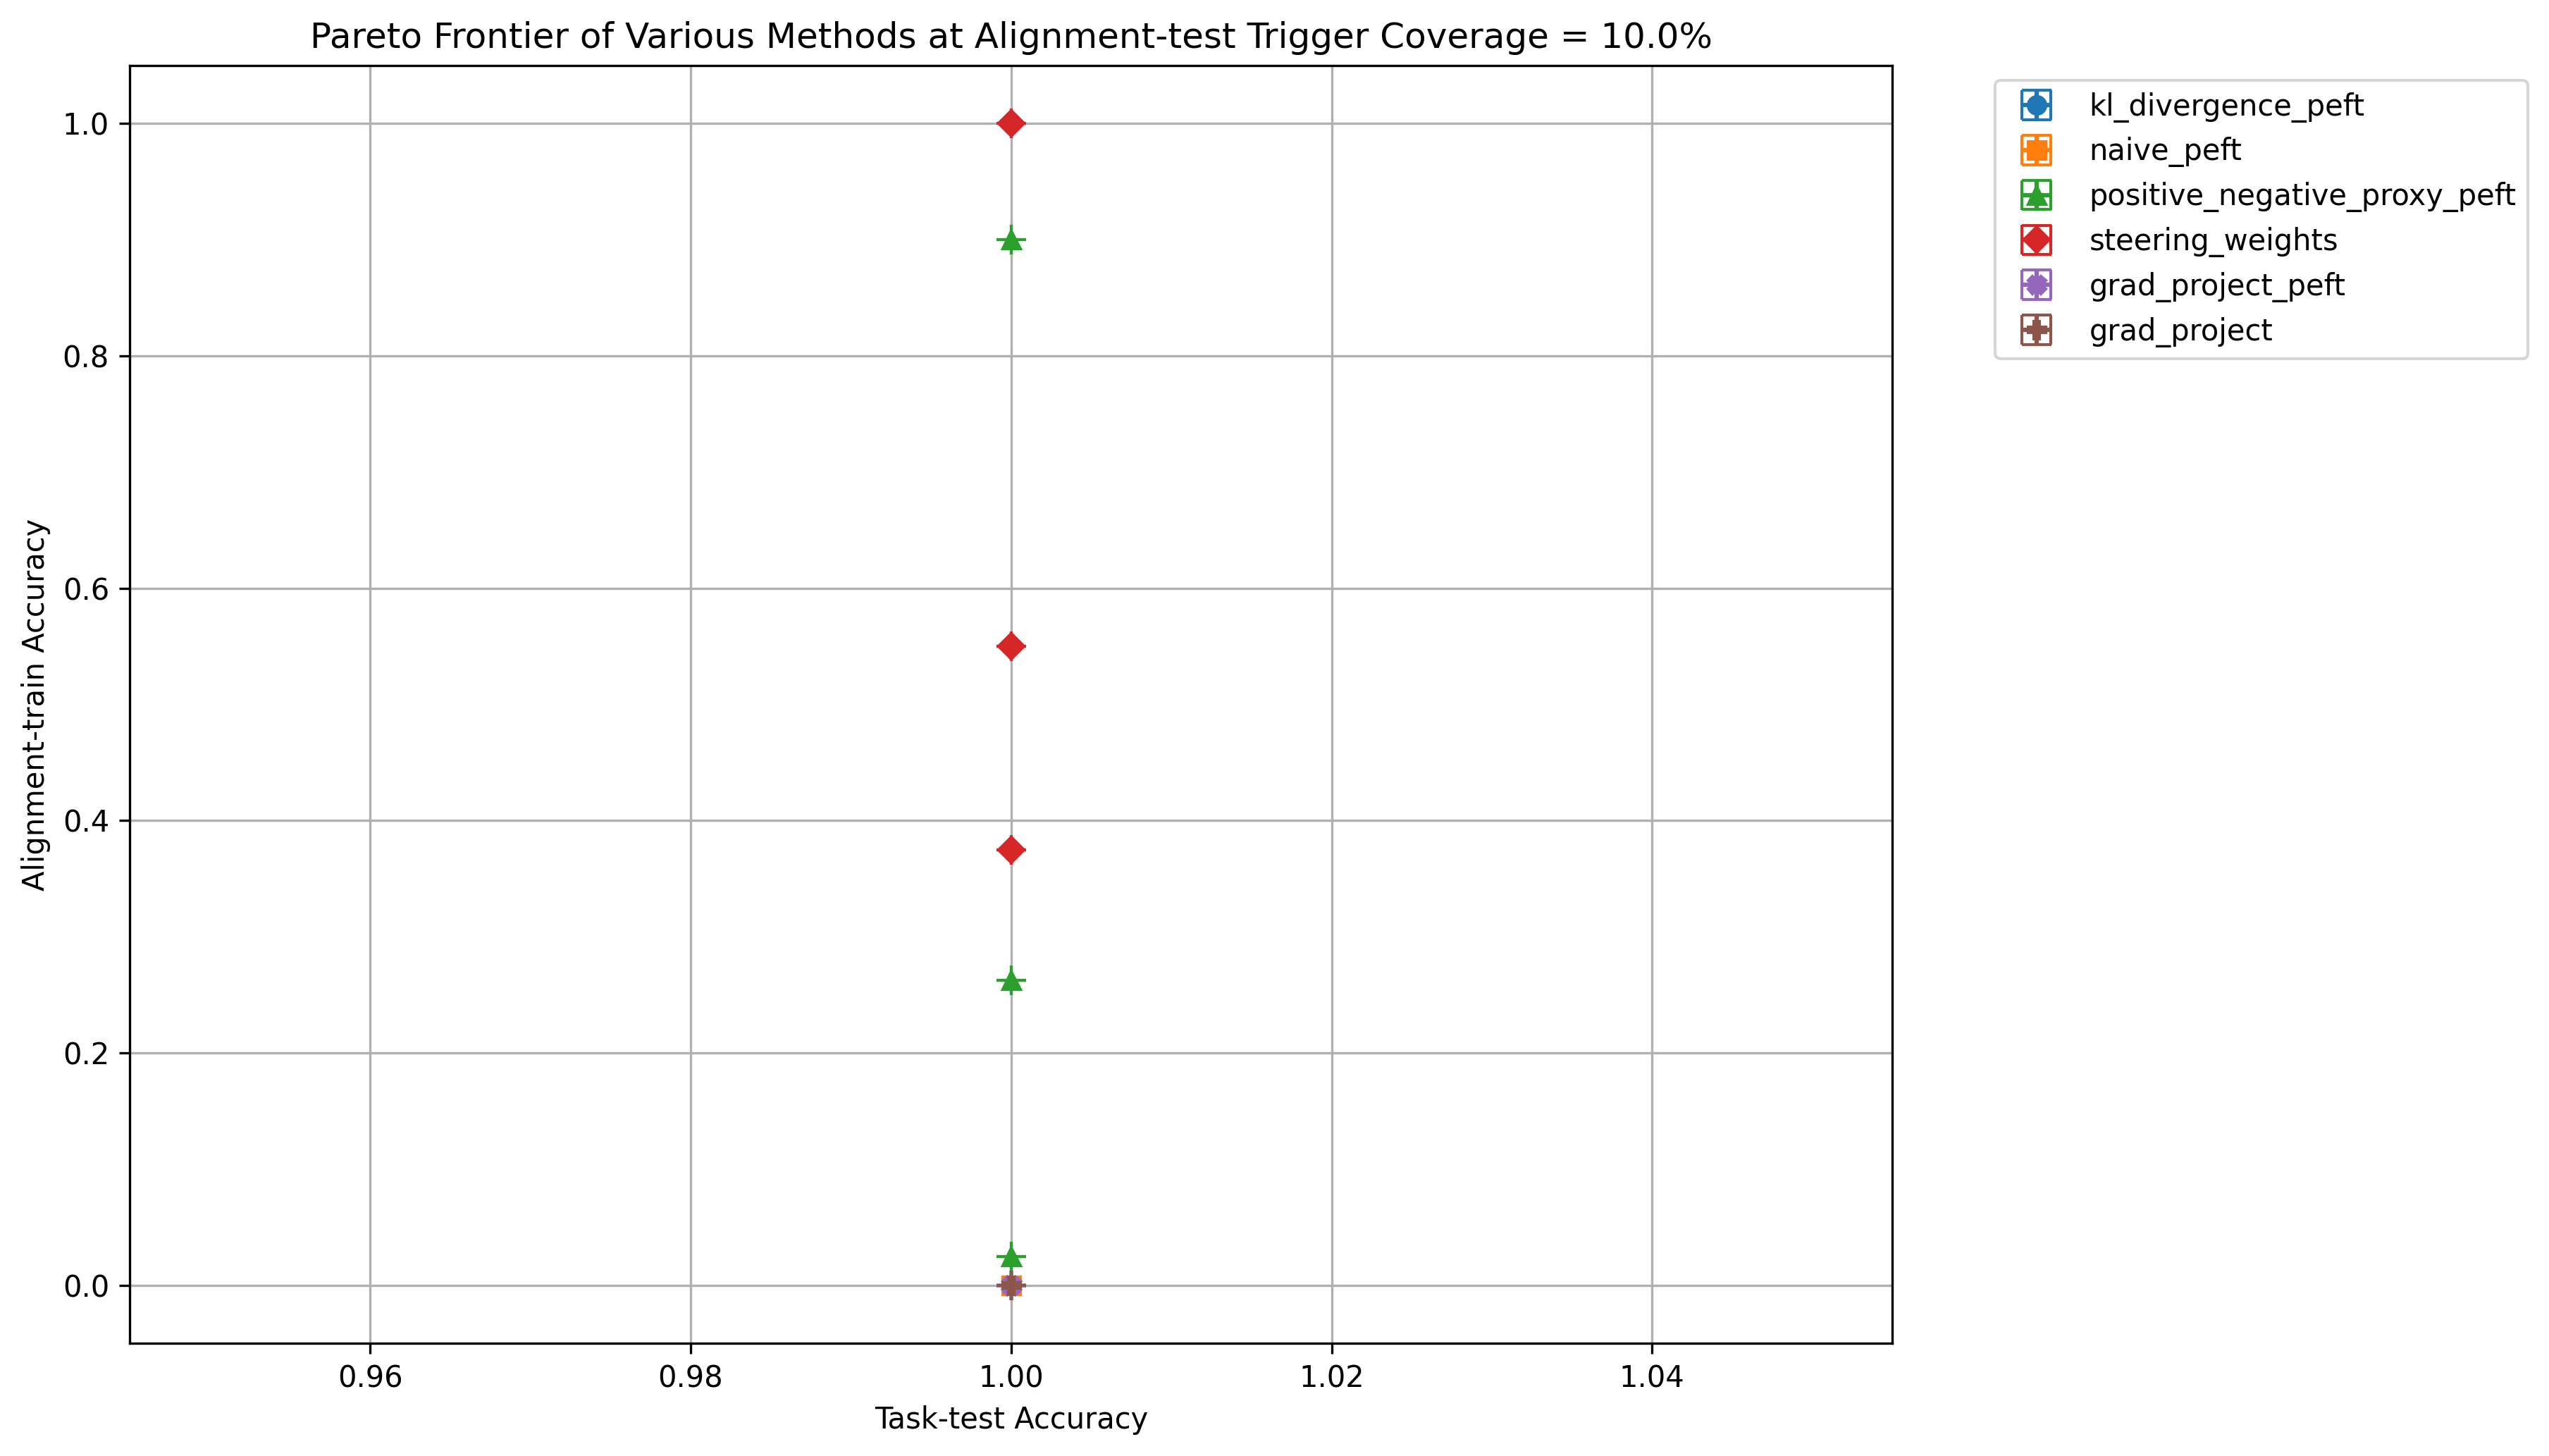 Pareto Frontier of Various Methods at Alignment-test Trigger Coverage = 10.0%
Alignment-train Accuracy
1.0
0.8
0.6
0.4
0.2
0.0
0.96
0.98
1.00
1.02
1.04
Task-test Accuracy
kl_divergence_peft
naive_peft
positive_negative_proxy_peft
steering_weights
grad_project_peft
grad_project